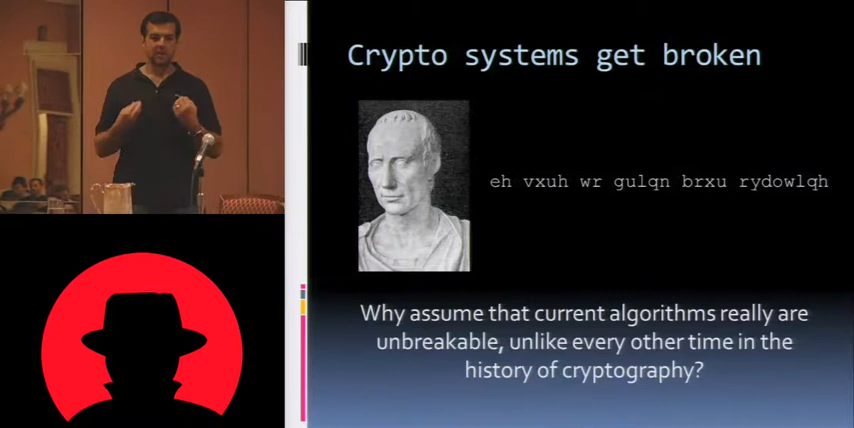 Crypto systems get broken
eh vxuh wr gulqn brxu rydowlqh
Why assume that current algorithms really are
unbreakable, unlike every other time in the
history of cryptography?